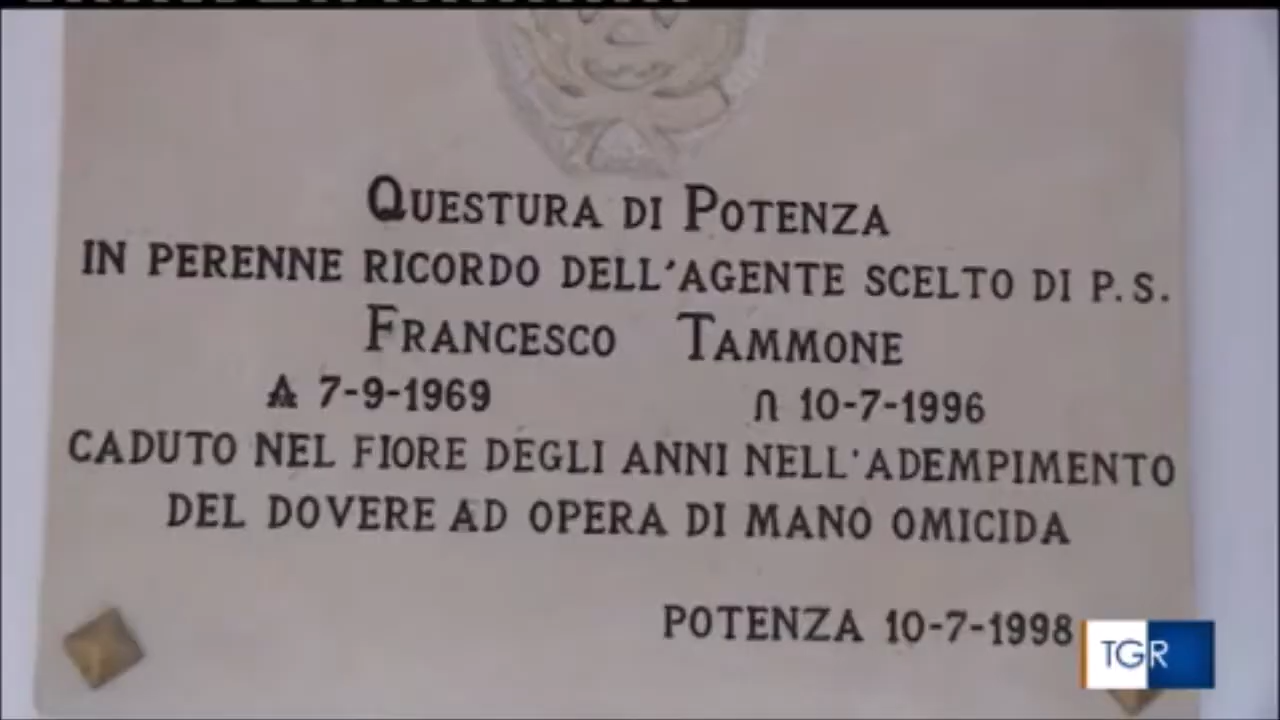 QUESTURA DI POTENZA
IN PERENNE RICORDO DELL'AGENTE SCELTO DI P.S.
FRANCESCO TAMMONE
7-9-1969 10-7-1996
CADUTO NEL FIORE DEGLI ANNI NELL'ADEMPIMENTO
DEL DOVERE AD OPERA DI MANO OMICIDA
POTENZA 10-7-1998
TGR